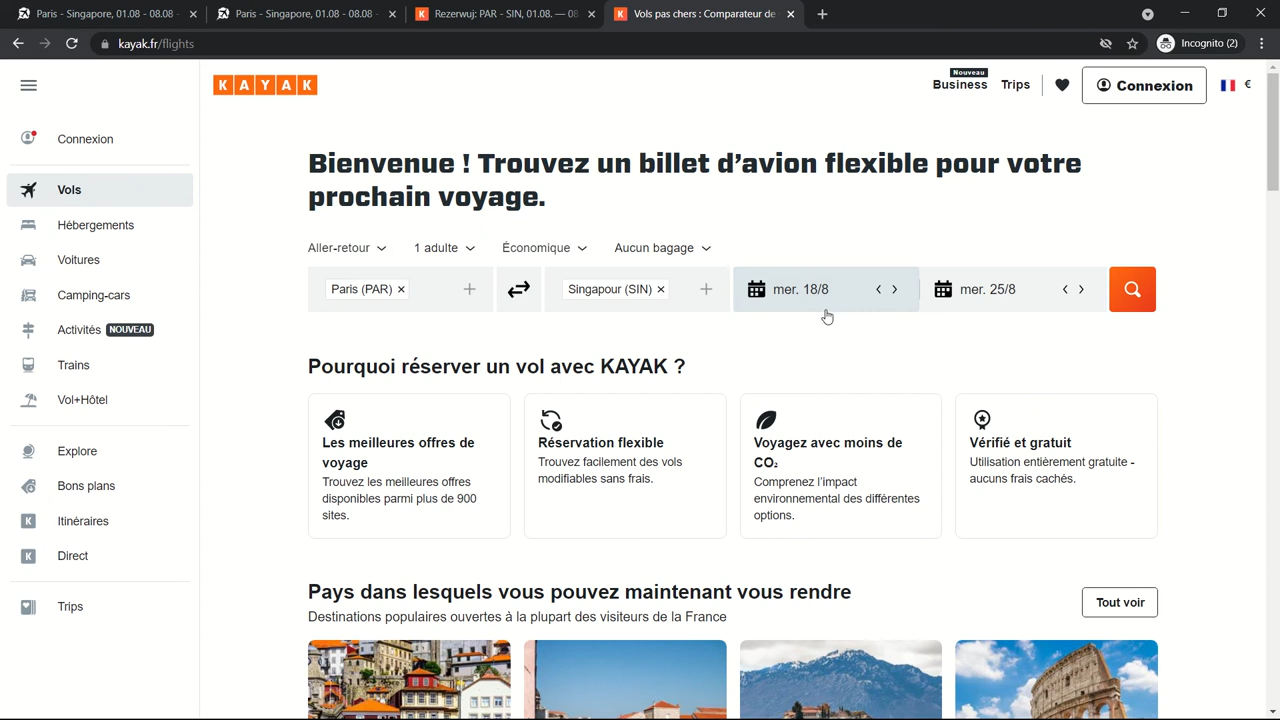 Paris - Singapore, 01.08 - 08.08
Paris - Singapore, 01.08 - 08.08
Rezerwuj: PAR - SIN, 01.08. — 08
Vols pas chers : Comparateur de
kayak.fr/flights
Incognito (2)
KAYAK
Nouveau
Business
Trips
Connexion
€
Connexion
Vols
Hébergements
Voitures
Camping-cars
Activités NOUVEAU
Trains
Vol+Hôtel
Explore
Bons plans
Itinéraires
Direct
Trips
Bienvenue ! Trouvez un billet d’avion flexible pour votre
prochain voyage.
Aller-retour 1 adulte Économique Aucun bagage
Paris (PAR) Singapour (SIN) mer. 18/8 mer. 25/8
Pourquoi réserver un vol avec KAYAK ?
Les meilleures offres de
voyage
Trouvez les meilleures offres
disponibles parmi plus de 900
sites.
Réservation flexible
Trouvez facilement des vols
modifiables sans frais.
Voyagez avec moins de
CO₂
Comprenez l’impact
environnemental des différentes
options.
Vérifié et gratuit
Utilisation entièrement gratuite -
aucuns frais cachés.
Pays dans lesquels vous pouvez maintenant vous rendre
Destinations populaires ouvertes à la plupart des visiteurs de la France
Tout voir